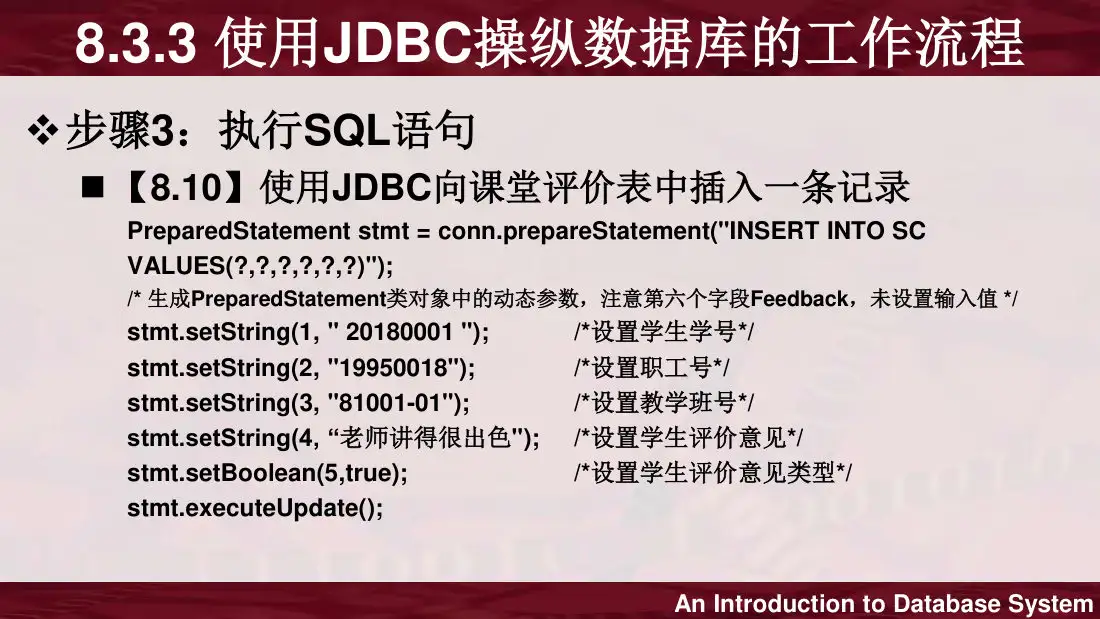 8.3.3 使用JDBC操纵数据库的工作流程
❖步骤3：执行SQL语句
■【8.10】使用JDBC向课堂评价表中插入一条记录
PreparedStatement stmt = conn.prepareStatement("INSERT INTO SC
VALUES(?,?,?,?,?,?)");
/* 生成PreparedStatement类对象中的动态参数，注意第六个字段Feedback，未设置输入值 */
stmt.setString(1, " 20180001 "); /*设置学生学号*/
stmt.setString(2, "19950018"); /*设置职工号*/
stmt.setString(3, "81001-01"); /*设置教学班号*/
stmt.setString(4, “老师讲得很出色"); /*设置学生评价意见*/
stmt.setBoolean(5,true); /*设置学生评价意见类型*/
stmt.executeUpdate();
An Introduction to Database System